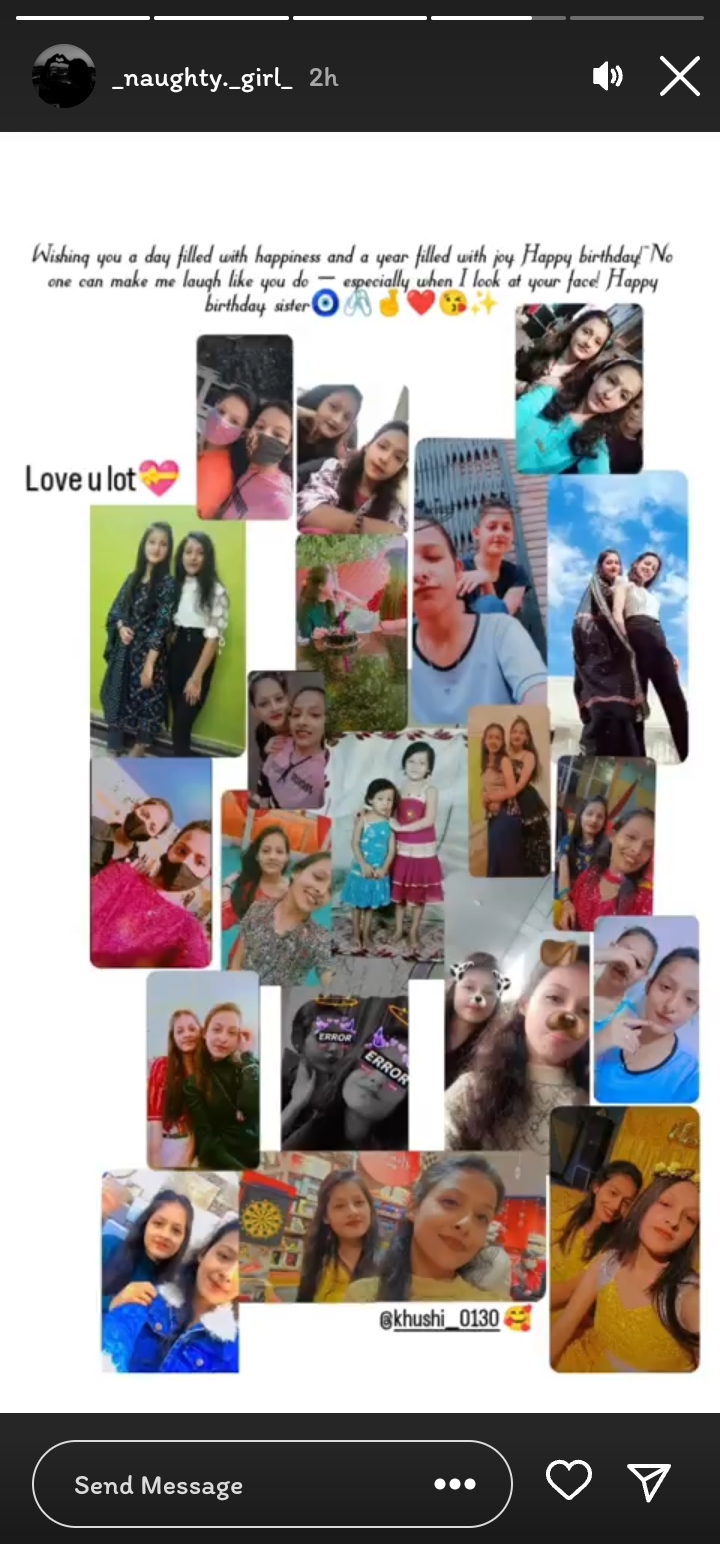 _naughty._girl_ 2h
Wishing you a day filled with happiness and a year filled with joy. Happy birthday! No
one can make me laugh like you do — especially when I look at your face! Happy
birthday sister🧿🫰❤️😘✨
Love u lot💝
ERROR
ERROR
@khushi__0130 🥰
Send Message